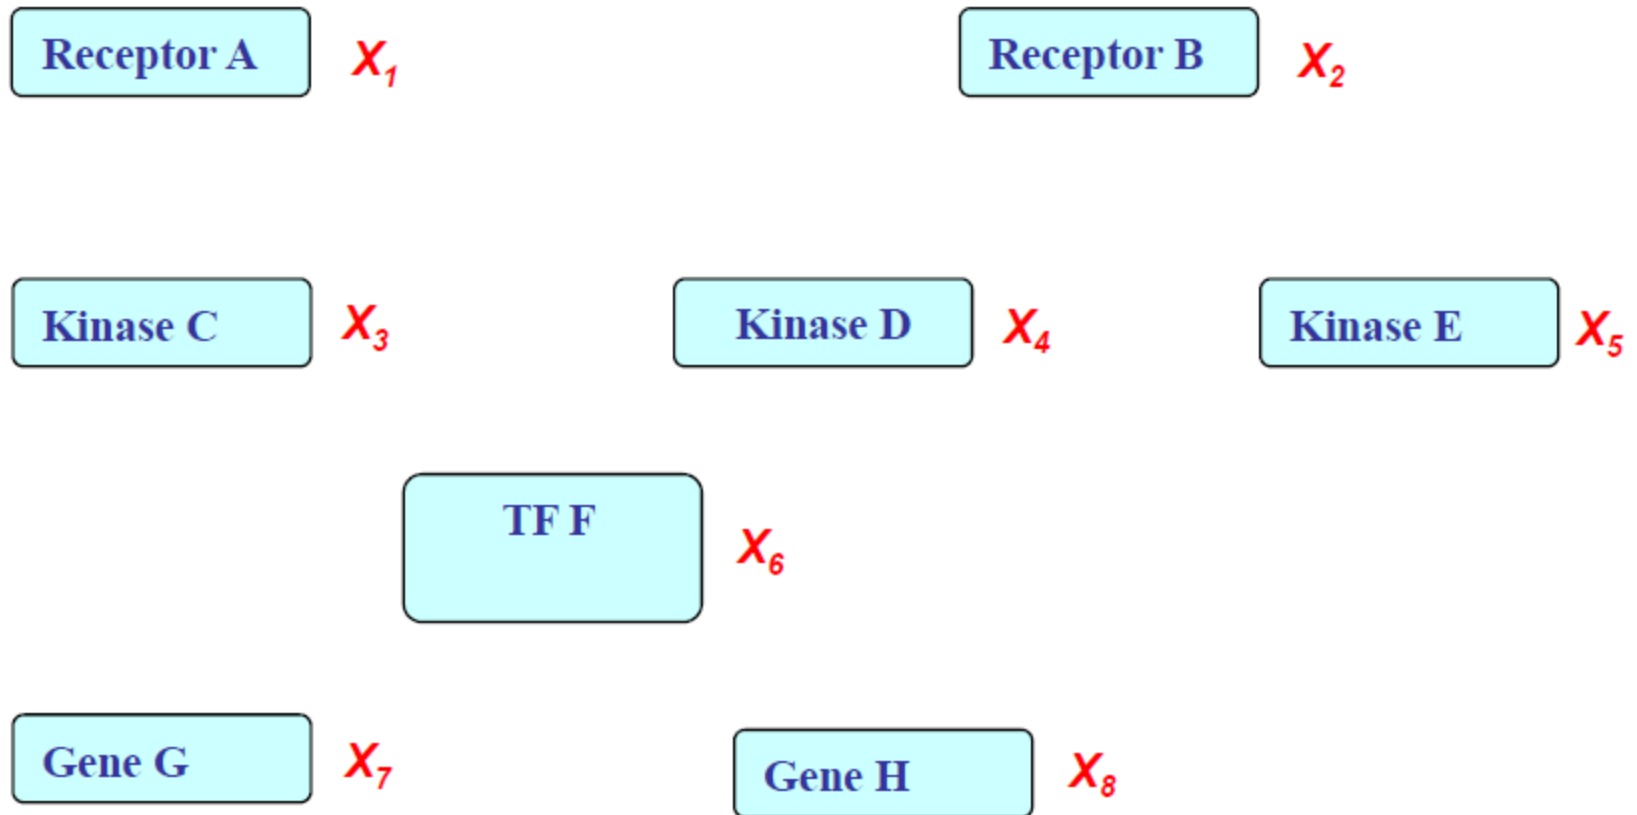 Receptor A X1 Receptor B X2
Kinase C X3 Kinase D X4 Kinase E X5
TF F X6
Gene G X7 Gene H X8